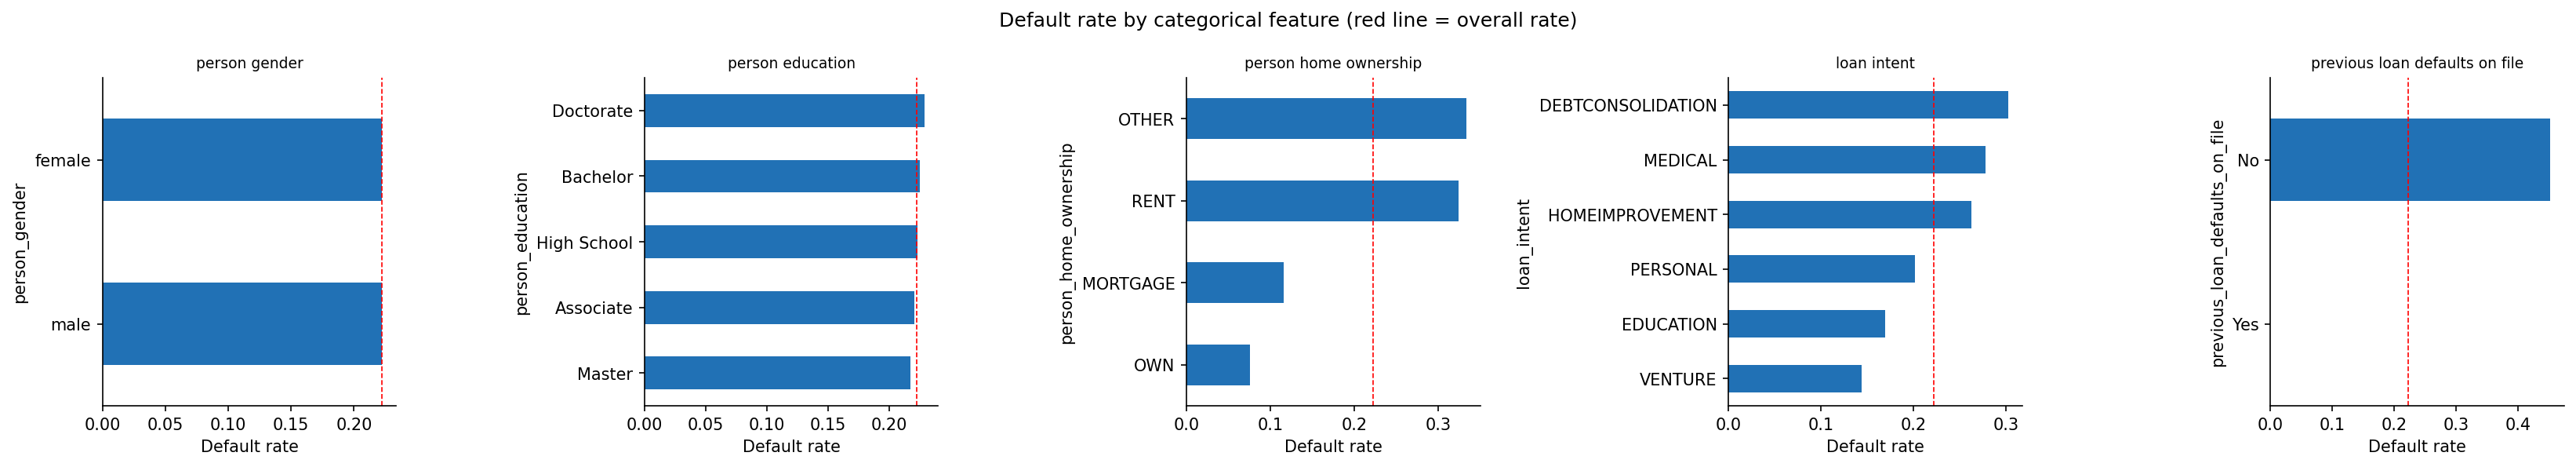 Default rate by categorical feature (red line = overall rate)
person gender
person_gender
female
male
0.00 0.05 0.10 0.15 0.20
Default rate
person education
person_education
Doctorate
Bachelor
High School
Associate
Master
0.00 0.05 0.10 0.15 0.20
Default rate
person home ownership
person_home_ownership
OTHER
RENT
MORTGAGE
OWN
0.0 0.1 0.2 0.3
Default rate
loan intent
loan_intent
DEBTCONSOLIDATION
MEDICAL
HOMEIMPROVEMENT
PERSONAL
EDUCATION
VENTURE
0.0 0.1 0.2 0.3
Default rate
previous loan defaults on file
previous_loan_defaults_on_file
No
Yes
0.0 0.1 0.2 0.3 0.4
Default rate